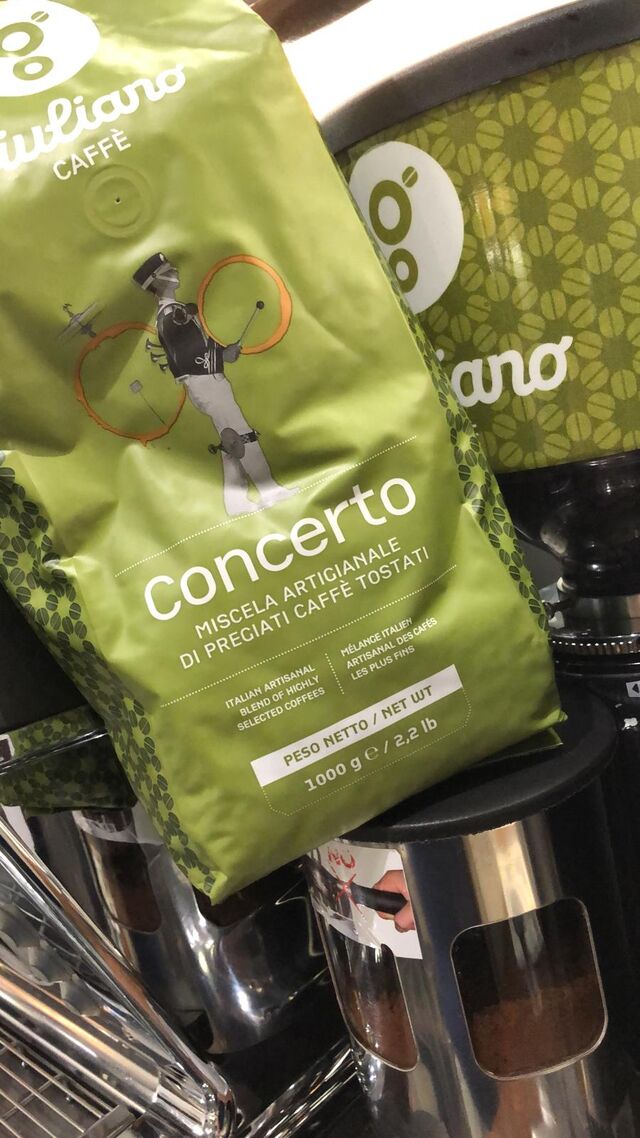 iuliano
CAFFÈ
iano
Concerto
MISCELA ARTIGIANALE
DI PREGIATI CAFFÈ TOSTATI
ITALIAN ARTISANAL
BLEND OF HIGHLY
SELECTED COFFEES
MÉLANGE ITALIEN
ARTISANAL DES CAFÉS
LES PLUS FINS
PESO NETTO / NET WT
1000 g e / 2,2 lb
NO